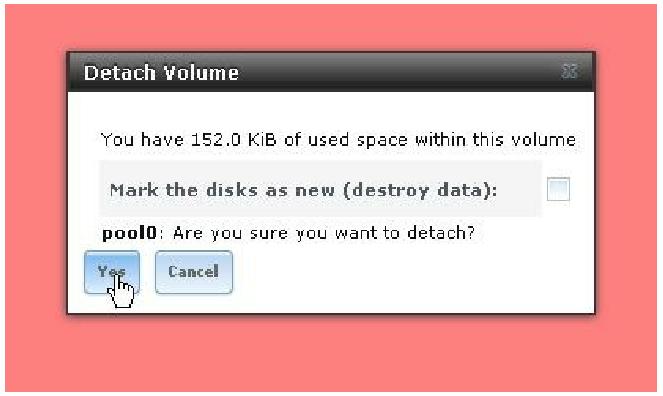 Detach Volume
You have 152.0 KiB of used space within this volume
Mark the disks as new (destroy data):
pool0: Are you sure you want to detach?
Yes Cancel